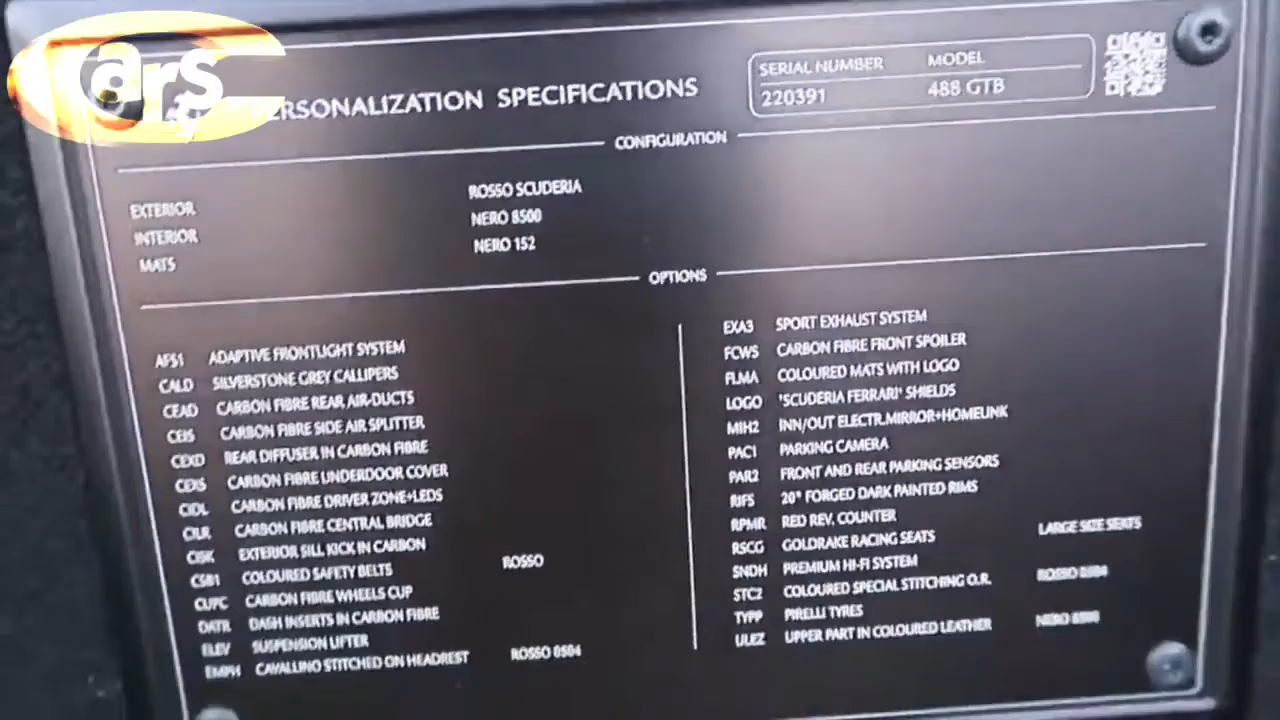 Cars
PERSONALIZATION SPECIFICATIONS
SERIAL NUMBER MODEL
220391 488 GTB
CONFIGURATION
EXTERIOR ROSSO SCUDERIA
INTERIOR NERO 8500
MATS NERO 152
OPTIONS
AFS1 ADAPTIVE FRONTLIGHT SYSTEM
CALD SILVERSTONE GREY CALLIPERS
CEAD CARBON FIBRE REAR AIR-DUCTS
CEIS CARBON FIBRE SIDE AIR SPLITTER
CEXD REAR DIFFUSER IN CARBON FIBRE
CEXS CARBON FIBRE UNDERDOOR COVER
CIDL CARBON FIBRE DRIVER ZONE+LEDS
CILR CARBON FIBRE CENTRAL BRIDGE
CISK EXTERIOR SILL KICK IN CARBON
CSB1 COLOURED SAFETY BELTS ROSSO
CUPC CARBON FIBRE WHEELS CUP
DATR DASH INSERTS IN CARBON FIBRE
ELEV SUSPENSION LIFTER
EMPH CAVALLINO STITCHED ON HEADREST ROSSO 0504
EXA3 SPORT EXHAUST SYSTEM
FCWS CARBON FIBRE FRONT SPOILER
FLMA COLOURED MATS WITH LOGO
LOGO 'SCUDERIA FERRARI' SHIELDS
MIH2 INN/OUT ELECTR.MIRROR+HOMELINK
PAC1 PARKING CAMERA
PAR2 FRONT AND REAR PARKING SENSORS
RIFS 20" FORGED DARK PAINTED RIMS
RPMR RED REV. COUNTER
RSCG GOLDRAKE RACING SEATS LARGE SIZE SEATS
SNDH PREMIUM HI-FI SYSTEM
STC2 COLOURED SPECIAL STITCHING O.R. ROSSO
TYPP PIRELLI TYRES
ULEZ UPPER PART IN COLOURED LEATHER NERO